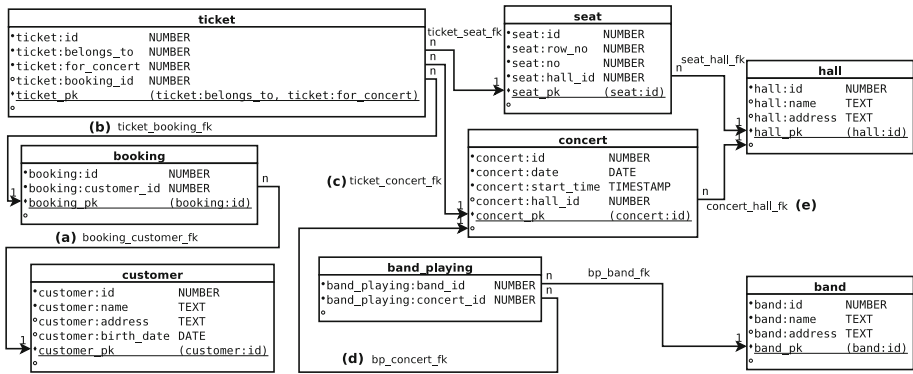 ticket
ticket:id NUMBER
ticket:belongs_to NUMBER
ticket:for_concert NUMBER
ticket:booking_id NUMBER
ticket_pk (ticket:belongs_to, ticket:for_concert)
ticket_seat_fk
n
n
n
1
seat
seat:id NUMBER
seat:row_no NUMBER
seat:no NUMBER
seat:hall_id NUMBER
seat_pk (seat:id)
seat_hall_fk
n
1
1
hall
hall:id NUMBER
hall:name TEXT
hall:address TEXT
hall_pk (hall:id)
(b) ticket_booking_fk
booking
booking:id NUMBER
booking:customer_id NUMBER
booking_pk (booking:id)
n
1
(c) ticket_concert_fk
concert
concert:id NUMBER
concert:date DATE
concert:start_time TIMESTAMP
concert:hall_id NUMBER
concert_pk (concert:id)
n
1
1
concert_hall_fk (e)
(a) booking_customer_fk
customer
customer:id NUMBER
customer:name TEXT
customer:address TEXT
customer:birth_date DATE
customer_pk (customer:id)
1
band_playing
band_playing:band_id NUMBER
band_playing:concert_id NUMBER
n
n
bp_band_fk
(d) bp_concert_fk
1
band
band:id NUMBER
band:name TEXT
band:address TEXT
band_pk (band:id)